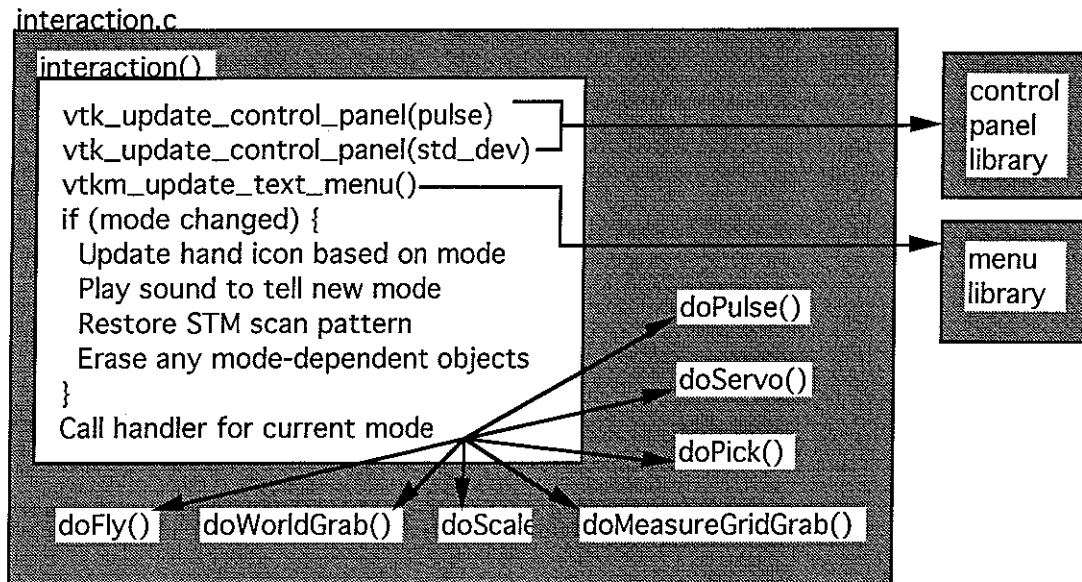 interaction.c
interaction()
vtk_update_control_panel(pulse)
vtk_update_control_panel(std_dev)
vtkm_update_text_menu()
if (mode changed) {
Update hand icon based on mode
Play sound to tell new mode
Restore STM scan pattern
Erase any mode-dependent objects
}
Call handler for current mode
control
panel
library
menu
library
doPulse()
doServo()
doPick()
doFly()
doWorldGrab()
doScale
doMeasureGridGrab()